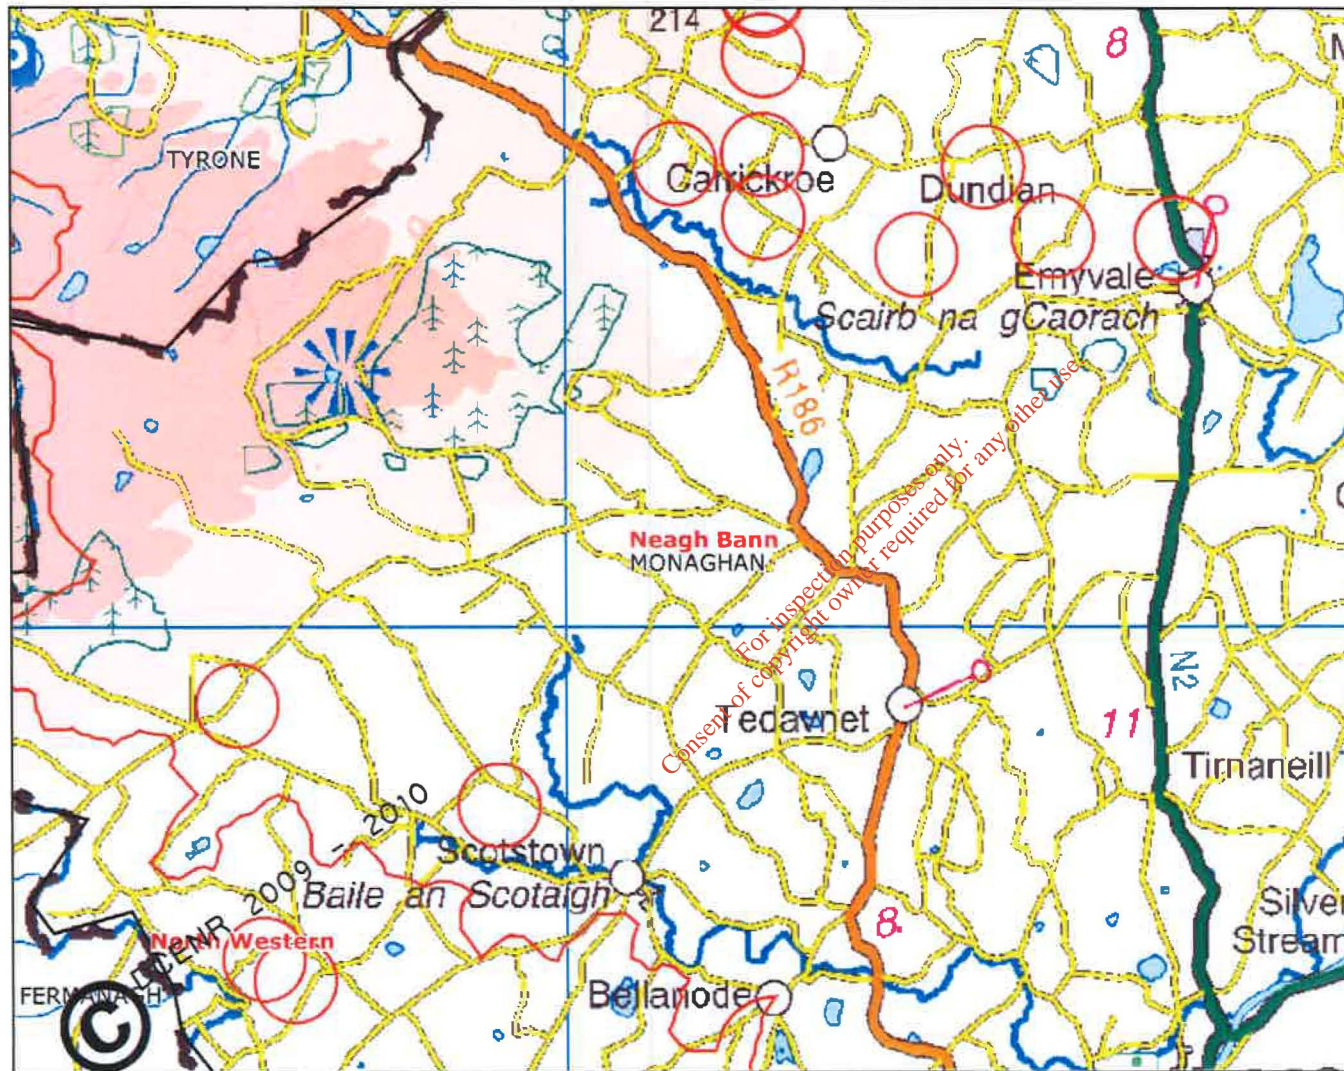 214
8
TYRONE
Carrickroe
Dundian
Emyvale
Scairb na gCaorach
R186
Neagh Bann
MONAGHAN
For inspection purposes only.
Consent of copyright owner required for any other use.
N2
Tedavnet
11
Tirnaneill
Scotstown
Baile an Scotaigh
8
Silver
Stream
North Western
FERMANAGH
Bellanode
© DCENR 2009 - 2010